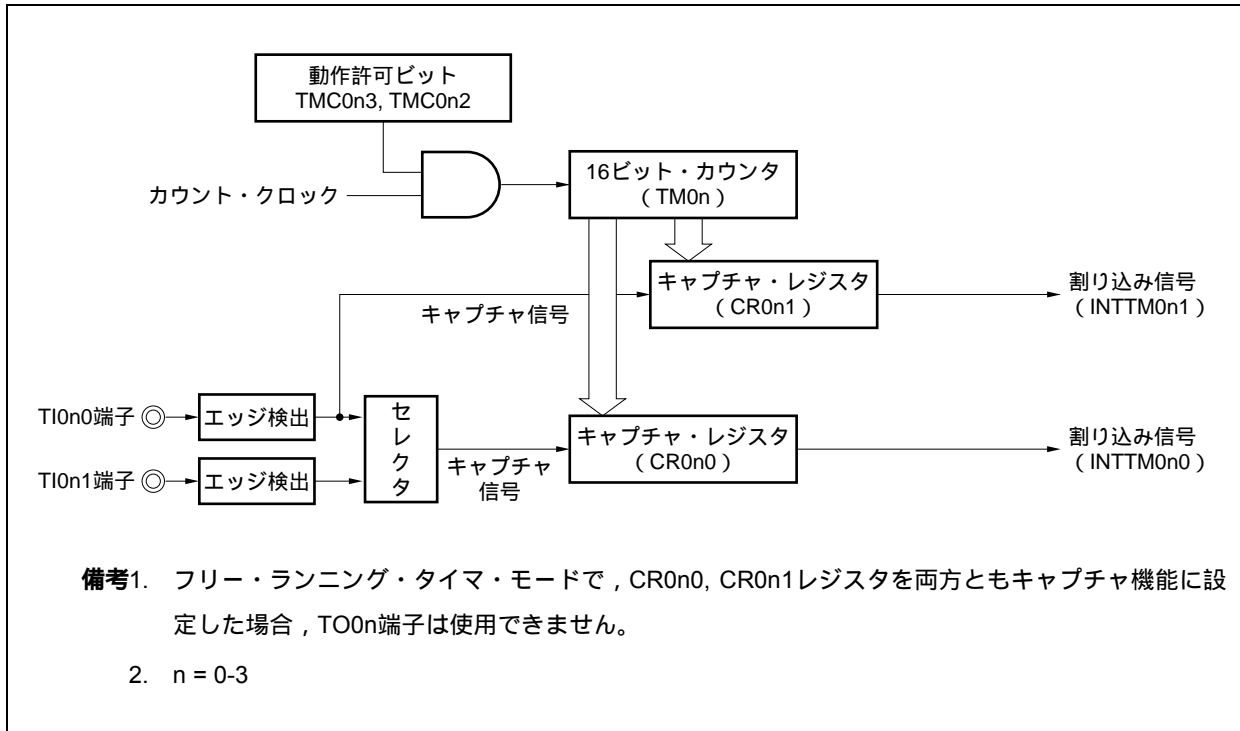 動作許可ビット
TMC0n3, TMC0n2
カウント・クロック
16ビット・カウンタ
（TM0n）
キャプチャ・レジスタ
（CR0n1）
割り込み信号
（INTTM0n1）
キャプチャ信号
TI0n0端子
エッジ検出
セレクタ
キャプチャ・レジスタ
（CR0n0）
割り込み信号
（INTTM0n0）
TI0n1端子
エッジ検出
キャプチャ
信号
備考1. フリー・ランニング・タイマ・モードで，CR0n0, CR0n1レジスタを両方ともキャプチャ機能に設
定した場合，TO0n端子は使用できません。
2. n = 0-3